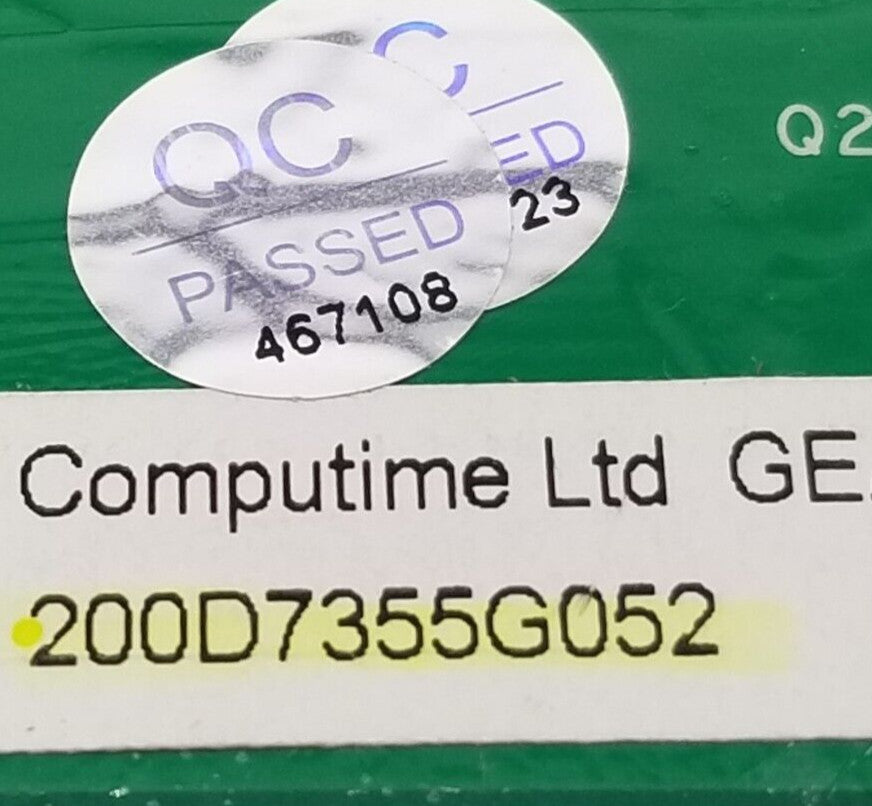 QC
PASSED
467108
C
ED
23
Q2
Computime Ltd GE
200D7355G052